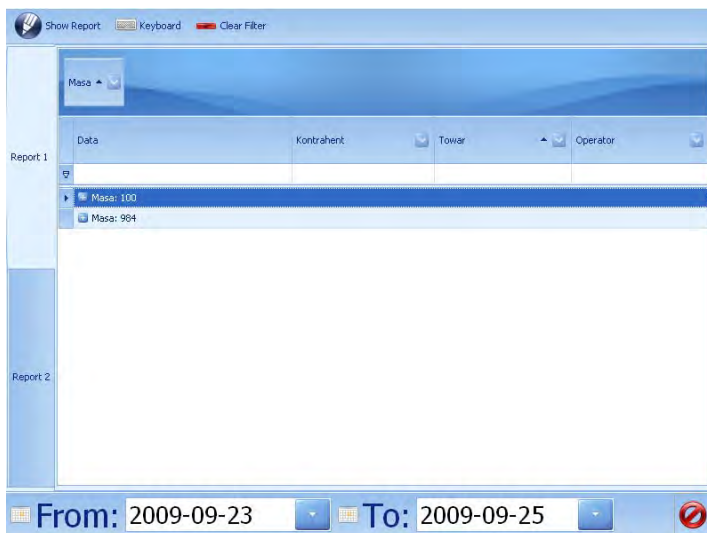 Show Report Keyboard Clear Filter
Masa
Data Kontrahent Towar Operator
Report 1
Masa: 100
Masa: 984
Report 2
From: 2009-09-23 To: 2009-09-25